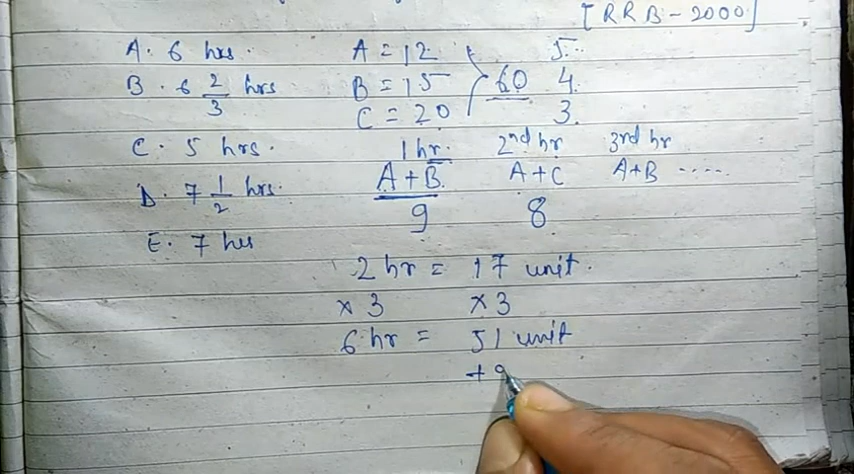 [RRB-2000]
A. 6 hrs.
B. 6 2/3 hrs
C. 5 hrs.
D. 7 1/2 hrs.
E. 7 hrs
A = 12 5
B = 15 60 4
C = 20 3
1 hr. 2nd hr 3rd hr
A+B. A+C A+B .....
9 8
2 hr = 17 unit.
×3 ×3
6 hr = 51 unit
+9